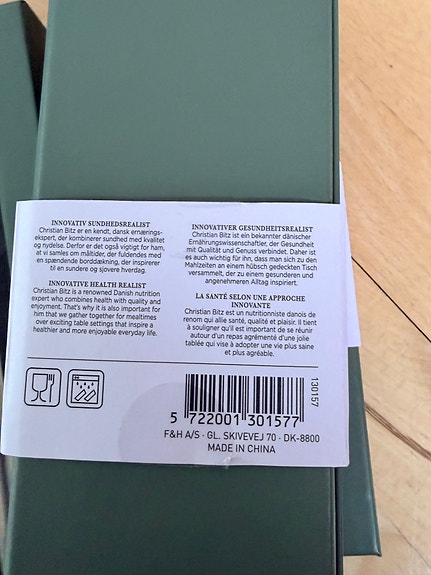 INNOVATIV SUNDHEDSREALIST
Christian Bitz er en kendt, dansk ernærings-
ekspert, der kombinerer sundhed med kvalitet
og nydelse. Derfor er det også vigtigt for ham,
at vi samles om måltider, der fuldendes med
en spændende borddækning, der inspirerer
til en sundere og sjovere hverdag.
INNOVATIVE HEALTH REALIST
Christian Bitz is a renowned Danish nutrition
expert who combines health with quality and
enjoyment. That's why it is also important for
him that we gather together for mealtimes
over exciting table settings that inspire a
healthier and more enjoyable everyday life.
INNOVATIVER GESUNDHEITSREALIST
Christian Bitz ist ein bekannter dänischer
Ernährungswissenschaftler, der Gesundheit
mit Qualität und Genuss verbindet. Daher ist
es auch wichtig für ihn, dass man sich zu den
Mahlzeiten an einem hübsch gedeckten Tisch
versammelt, der zu einem gesunderen und
angenehmeren Alltag inspiriert.
LA SANTÉ SELON UNE APPROCHE
INNOVANTE
Christian Bitz est un nutritionniste danois de
renom qui allie santé, qualité et plaisir. Il tient
à souligner qu'il est important de se réunir
autour d'un repas agrémenté d'une jolie
tablée qui vise à adopter une vie plus saine
et plus agréable.
130157
5 722001 301577
F&H A/S · GL. SKIVEVEJ 70 · DK-8800
MADE IN CHINA